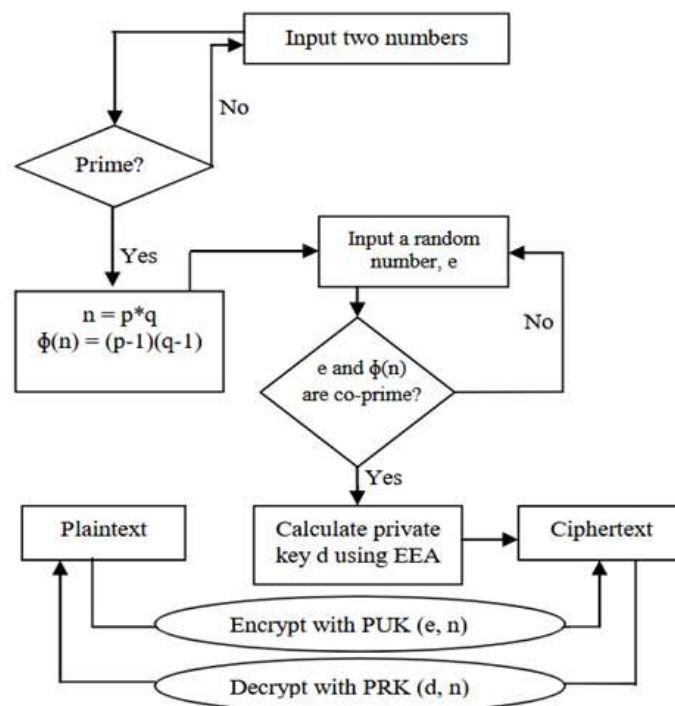 Input two numbers
No
Prime?
Yes
Input a random
number, e
n = p*q
ϕ(n) = (p-1)(q-1)
No
e and ϕ(n)
are co-prime?
Yes
Plaintext
Calculate private
key d using EEA
Ciphertext
Encrypt with PUK (e, n)
Decrypt with PRK (d, n)